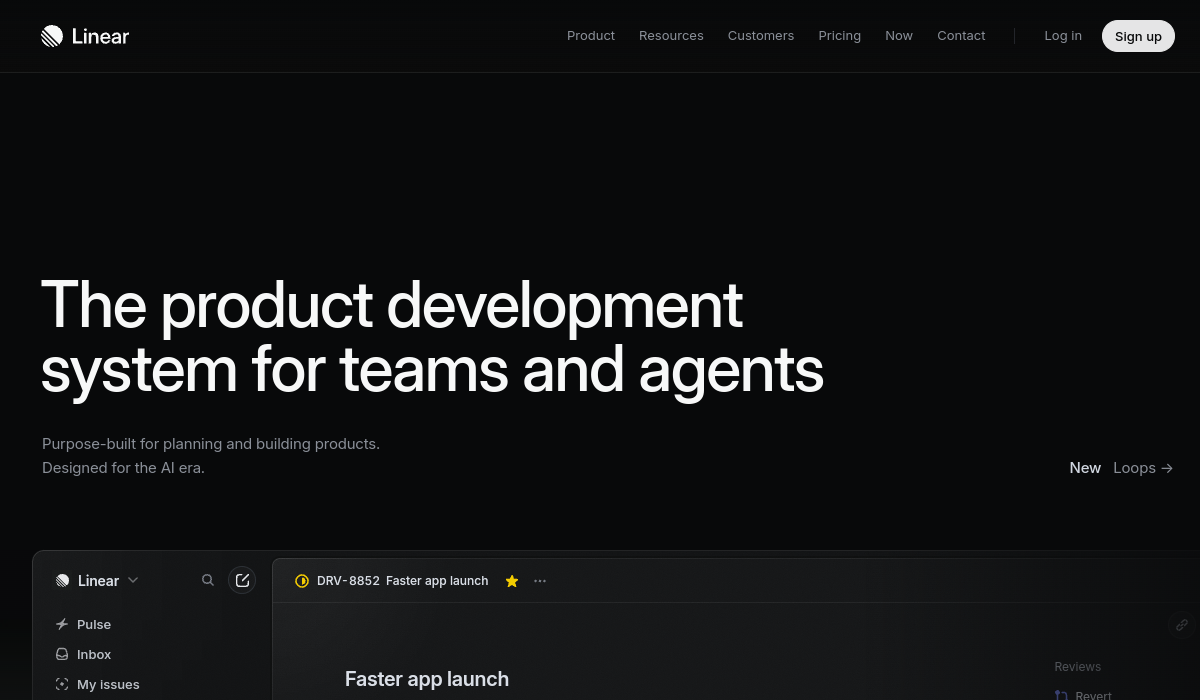 Linear
Product Resources Customers Pricing Now Contact Log in Sign up
The product development
system for teams and agents
Purpose-built for planning and building products.
Designed for the AI era.
New Loops →
Linear
DRV-8852 Faster app launch
Pulse
Inbox
My issues
Faster app launch
Reviews
Revert